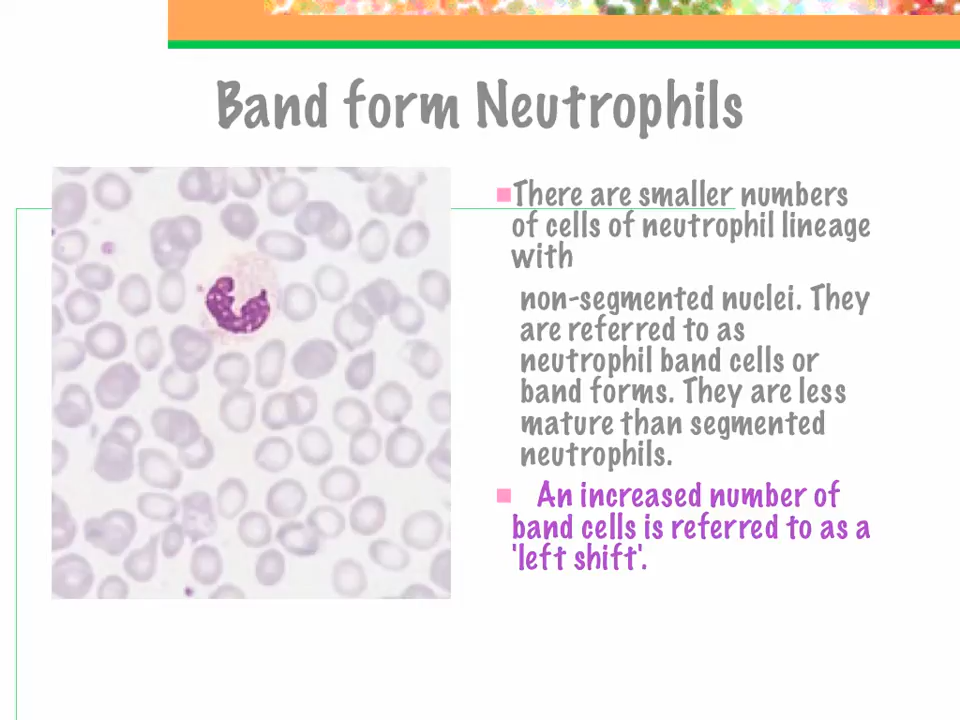 Band form Neutrophils
There are smaller numbers
of cells of neutrophil lineage
with
non-segmented nuclei. They
are referred to as
neutrophil band cells or
band forms. They are less
mature than segmented
neutrophils.
An increased number of
band cells is referred to as a
'left shift'.